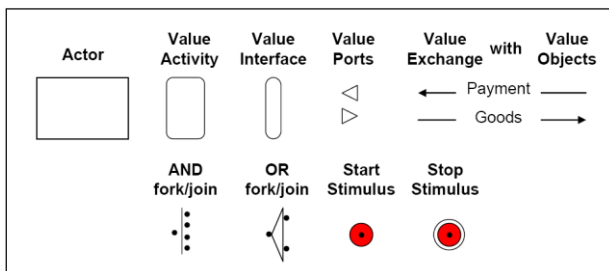 Actor
Value Activity
Value Interface
Value Ports
Value Exchange with Value Objects
Payment
Goods
AND fork/join
OR fork/join
Start Stimulus
Stop Stimulus